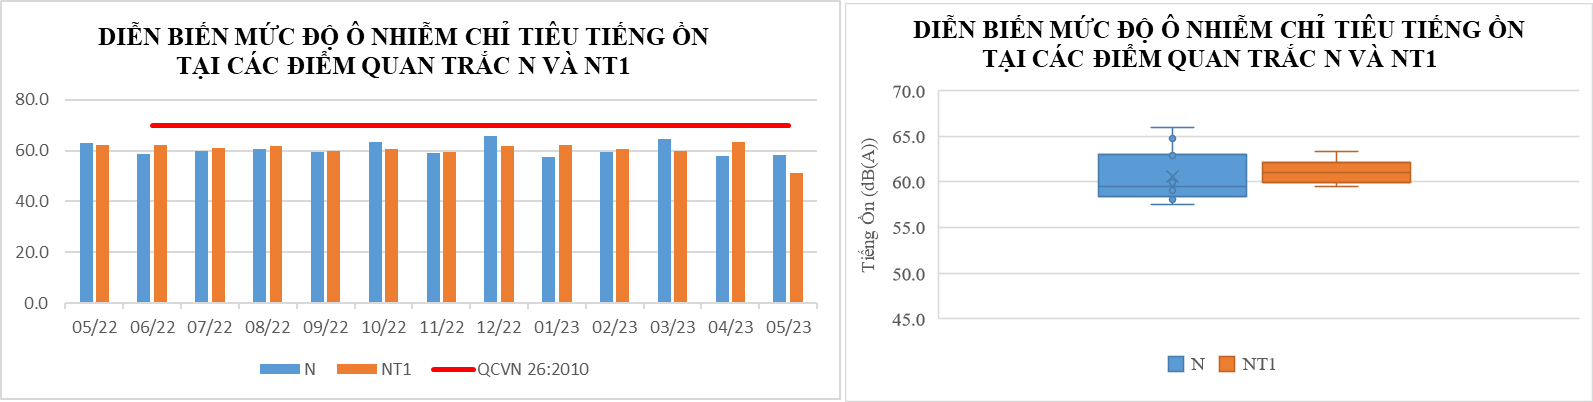 DIỄN BIẾN MỨC ĐỘ Ô NHIỄM CHỈ TIÊU TIẾNG ỒN
TẠI CÁC ĐIỂM QUAN TRẮC N VÀ NT1
80.0
60.0
40.0
20.0
0.0
05/22 06/22 07/22 08/22 09/22 10/22 11/22 12/22 01/23 02/23 03/23 04/23 05/23
N NT1 QCVN 26:2010
DIỄN BIẾN MỨC ĐỘ Ô NHIỄM CHỈ TIÊU TIẾNG ỒN
TẠI CÁC ĐIỂM QUAN TRẮC N VÀ NT1
Tiếng Ồn (dB(A))
70.0
65.0
60.0
55.0
50.0
45.0
N NT1